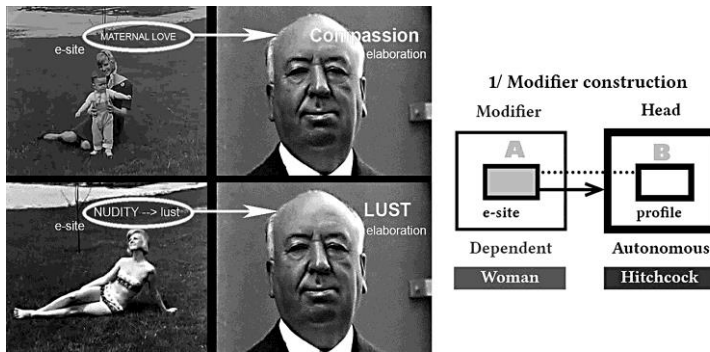 MATERNAL LOVE
e-site
Compassion
elaboration
NUDITY --> lust
e-site
LUST
elaboration
1/ Modifier construction
Modifier Head
A B
e-site profile
Dependent Autonomous
Woman Hitchcock